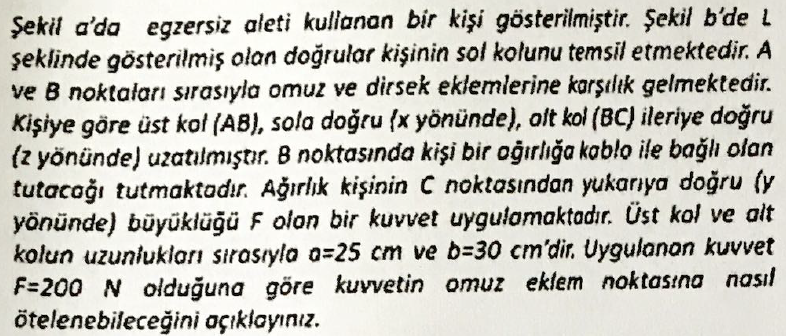 Şekil a'da egzersiz aleti kullanan bir kişi gösterilmiştir. Şekil b'de L
şeklinde gösterilmiş olan doğrular kişinin sol kolunu temsil etmektedir. A
ve B noktaları sırasıyla omuz ve dirsek eklemlerine karşılık gelmektedir.
Kişiye göre üst kol (AB), sola doğru (x yönünde), alt kol (BC) ileriye doğru
(z yönünde) uzatılmıştır. B noktasında kişi bir ağırlığa kablo ile bağlı olan
tutacağı tutmaktadır. Ağırlık kişinin C noktasından yukarıya doğru (y
yönünde) büyüklüğü F olan bir kuvvet uygulamaktadır. Üst kol ve alt
kolun uzunlukları sırasıyla a=25 cm ve b=30 cm'dir. Uygulanan kuvvet
F=200 N olduğuna göre kuvvetin omuz eklem noktasına nasıl
ötelenebileceğini açıklayınız.